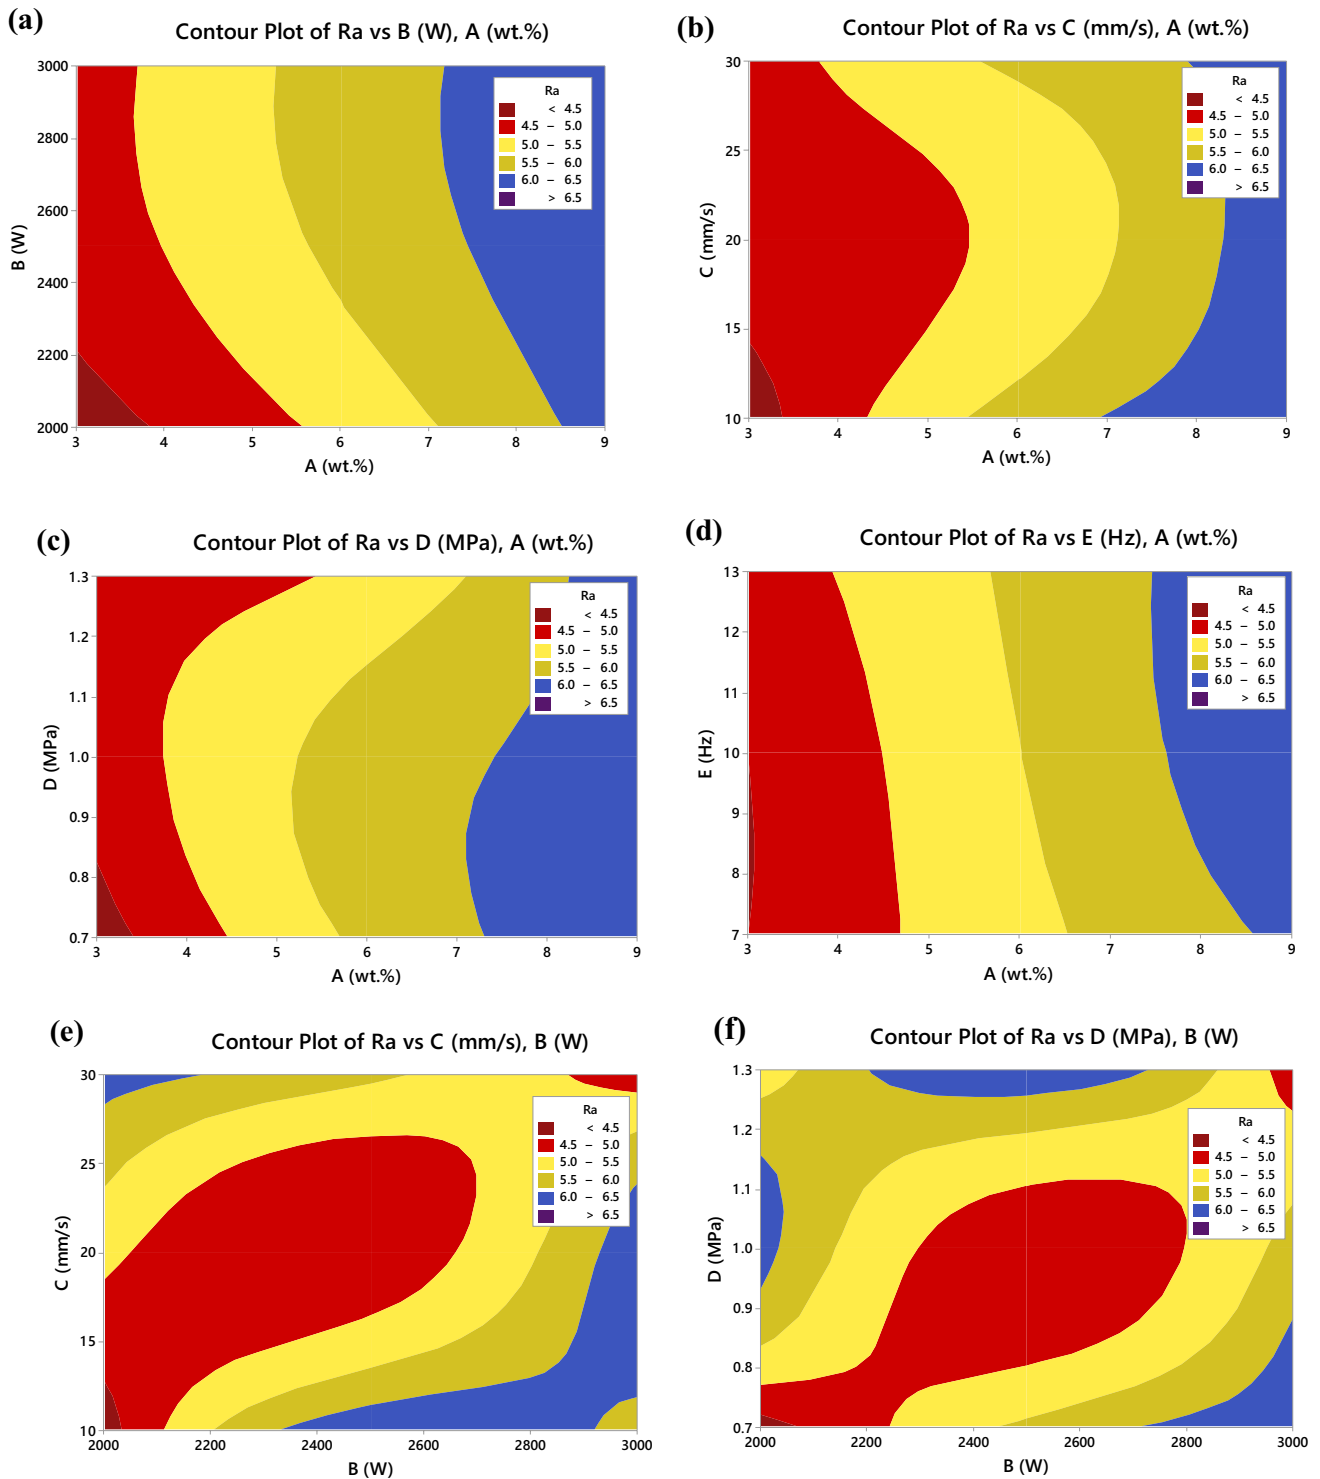 (a)
Contour Plot of Ra vs B (W), A (wt.%)
3000
2800
2600
2400
2200
2000
B (W)
3 4 5 6 7 8 9
A (wt.%)
Ra
< 4.5
4.5 – 5.0
5.0 – 5.5
5.5 – 6.0
6.0 – 6.5
> 6.5
(b)
Contour Plot of Ra vs C (mm/s), A (wt.%)
30
25
20
15
10
C (mm/s)
3 4 5 6 7 8 9
A (wt.%)
Ra
< 4.5
4.5 – 5.0
5.0 – 5.5
5.5 – 6.0
6.0 – 6.5
> 6.5
(c)
Contour Plot of Ra vs D (MPa), A (wt.%)
1.3
1.2
1.1
1.0
0.9
0.8
0.7
D (MPa)
3 4 5 6 7 8 9
A (wt.%)
Ra
< 4.5
4.5 – 5.0
5.0 – 5.5
5.5 – 6.0
6.0 – 6.5
> 6.5
(d)
Contour Plot of Ra vs E (Hz), A (wt.%)
13
12
11
10
9
8
7
E (Hz)
3 4 5 6 7 8 9
A (wt.%)
Ra
< 4.5
4.5 – 5.0
5.0 – 5.5
5.5 – 6.0
6.0 – 6.5
> 6.5
(e)
Contour Plot of Ra vs C (mm/s), B (W)
30
25
20
15
10
C (mm/s)
2000 2200 2400 2600 2800 3000
B (W)
Ra
< 4.5
4.5 – 5.0
5.0 – 5.5
5.5 – 6.0
6.0 – 6.5
> 6.5
(f)
Contour Plot of Ra vs D (MPa), B (W)
1.3
1.2
1.1
1.0
0.9
0.8
0.7
D (MPa)
2000 2200 2400 2600 2800 3000
B (W)
Ra
< 4.5
4.5 – 5.0
5.0 – 5.5
5.5 – 6.0
6.0 – 6.5
> 6.5